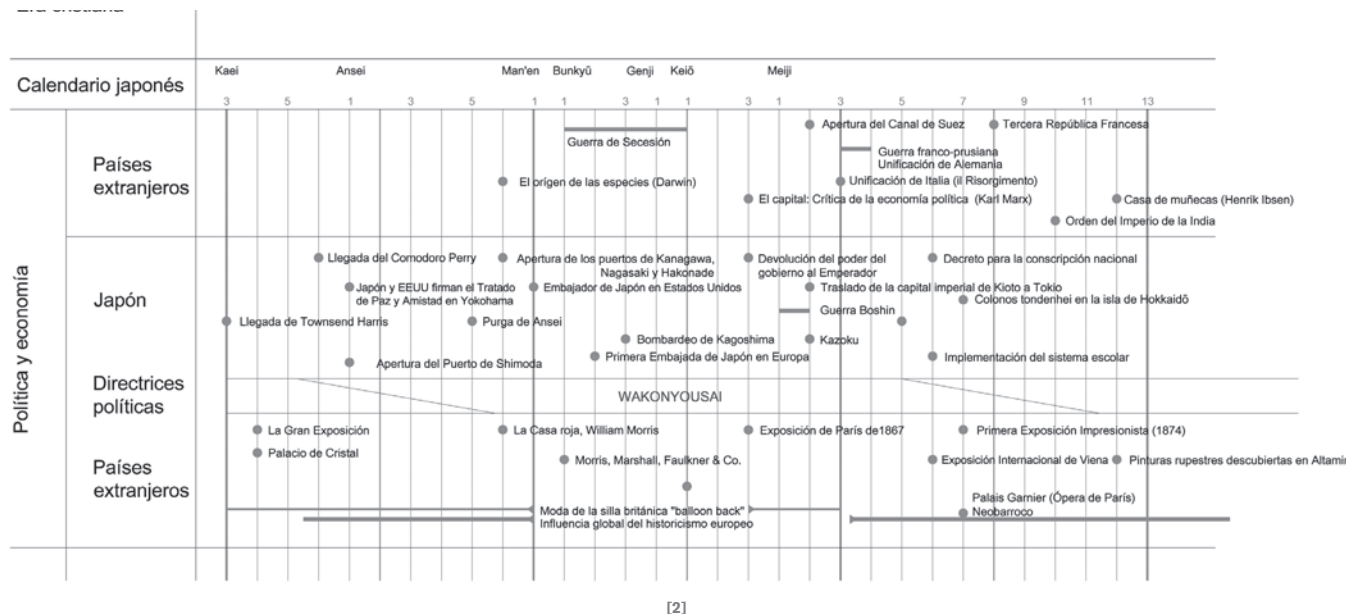 Calendario japonés
Kaei Ansei Man'en Bunkyū Genji Keiō Meiji
3 5 1 3 5 1 1 3 1 1 3 1 3 5 7 9 11 13
Política y economía
Países
extranjeros
Apertura del Canal de Suez
Tercera República Francesa
Guerra de Secesión
Guerra franco-prusiana
Unificación de Alemania
El orígen de las especies (Darwin)
Unificación de Italia (il Risorgimento)
El capital: Crítica de la economía política (Karl Marx)
Casa de muñecas (Henrik Ibsen)
Orden del Imperio de la India
Japón
Llegada del Comodoro Perry
Apertura de los puertos de Kanagawa,
Nagasaki y Hakonade
Devolución del poder del
gobierno al Emperador
Decreto para la conscripción nacional
Japón y EEUU firman el Tratado
de Paz y Amistad en Yokohama
Embajador de Japón en Estados Unidos
Traslado de la capital imperial de Kioto a Tokio
Colonos tondenhei en la isla de Hokkaidō
Llegada de Townsend Harris
Purga de Ansei
Guerra Boshin
Bombardeo de Kagoshima
Kazoku
Primera Embajada de Japón en Europa
Implementación del sistema escolar
Apertura del Puerto de Shimoda
Directrices
políticas
WAKONYOUSAI
Países
extranjeros
La Gran Exposición
La Casa roja, William Morris
Exposición de París de1867
Primera Exposición Impresionista (1874)
Palacio de Cristal
Morris, Marshall, Faulkner & Co.
Exposición Internacional de Viena
Pinturas rupestres descubiertas en Altamir
Moda de la silla británica "balloon back"
Influencia global del historicismo europeo
Palais Garnier (Ópera de París)
Neobarroco
[2]